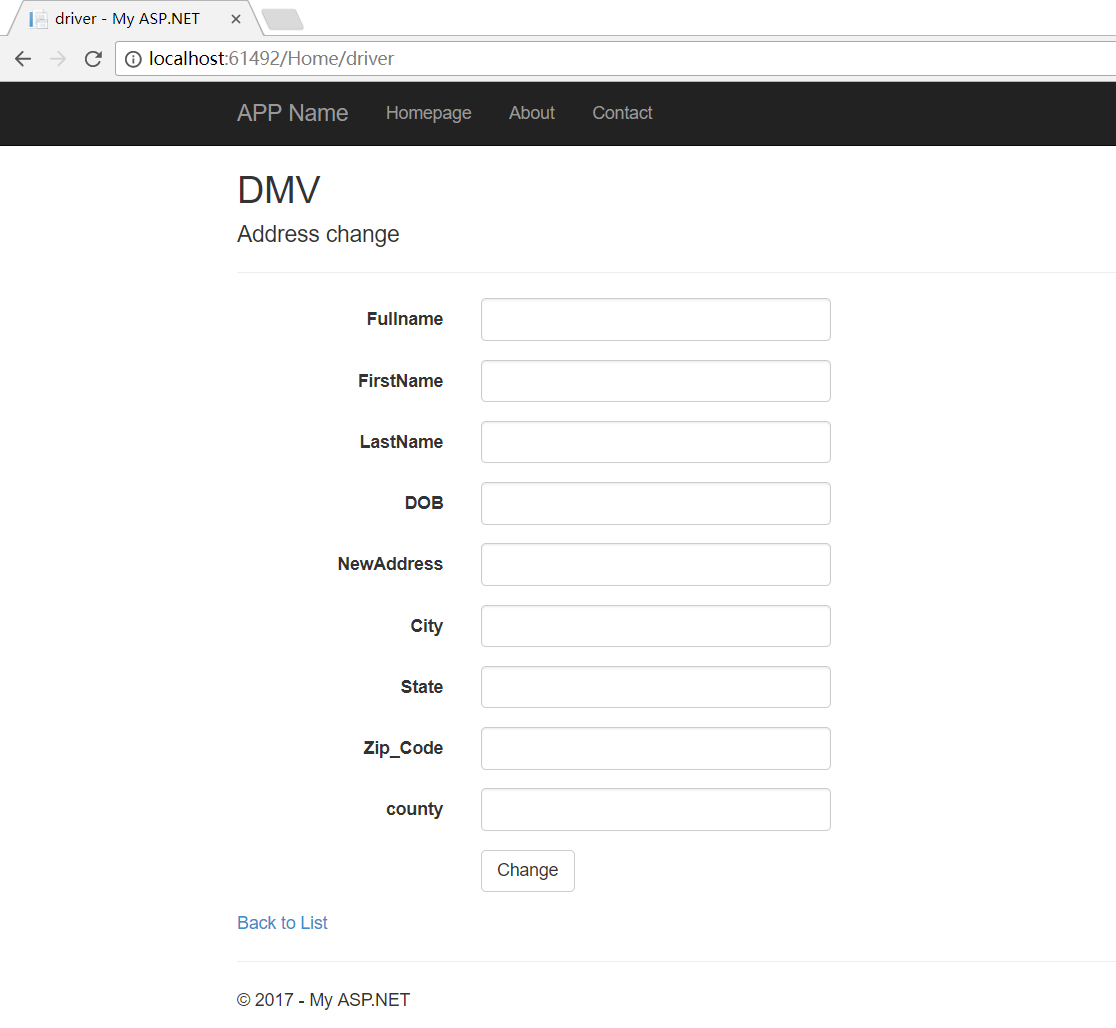 driver - My ASP.NET
localhost:61492/Home/driver
APP Name Homepage About Contact
DMV
Address change
Fullname
FirstName
LastName
DOB
NewAddress
City
State
Zip_Code
county
Change
Back to List
© 2017 - My ASP.NET